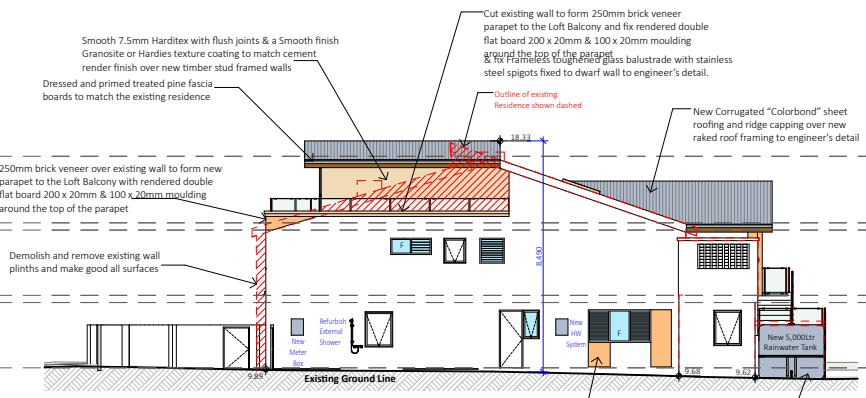 Cut existing wall to form 250mm brick veneer
parapet to the Loft Balcony and fix rendered double
flat board 200 x 20mm & 100 x 20mm moulding
around the top of the parapet
& fix Frameless toughened glass balustrade with stainless
steel spigots fixed to dwarf wall to engineer's detail.
Smooth 7.5mm Harditex with flush joints & a Smooth finish
Granosite or Hardies texture coating to match cement
render finish over new timber stud framed walls
Dressed and primed treated pine fascia
boards to match the existing residence
Outline of existing
Residence shown dashed
New Corrugated "Colorbond" sheet
roofing and ridge capping over new
raked roof framing to engineer's detail
18.33
250mm brick veneer over existing wall to form new
parapet to the Loft Balcony with rendered double
flat board 200 x 20mm & 100 x 20mm moulding
around the top of the parapet
Demolish and remove existing wall
plinths and make good all surfaces
8.490
F
New
Meter
Box
Refurbish
External
Shower
New
HW
System
F
New 5,000Ltr
Rainwater Tank
9.89
Existing Ground Line
9.68
9.62